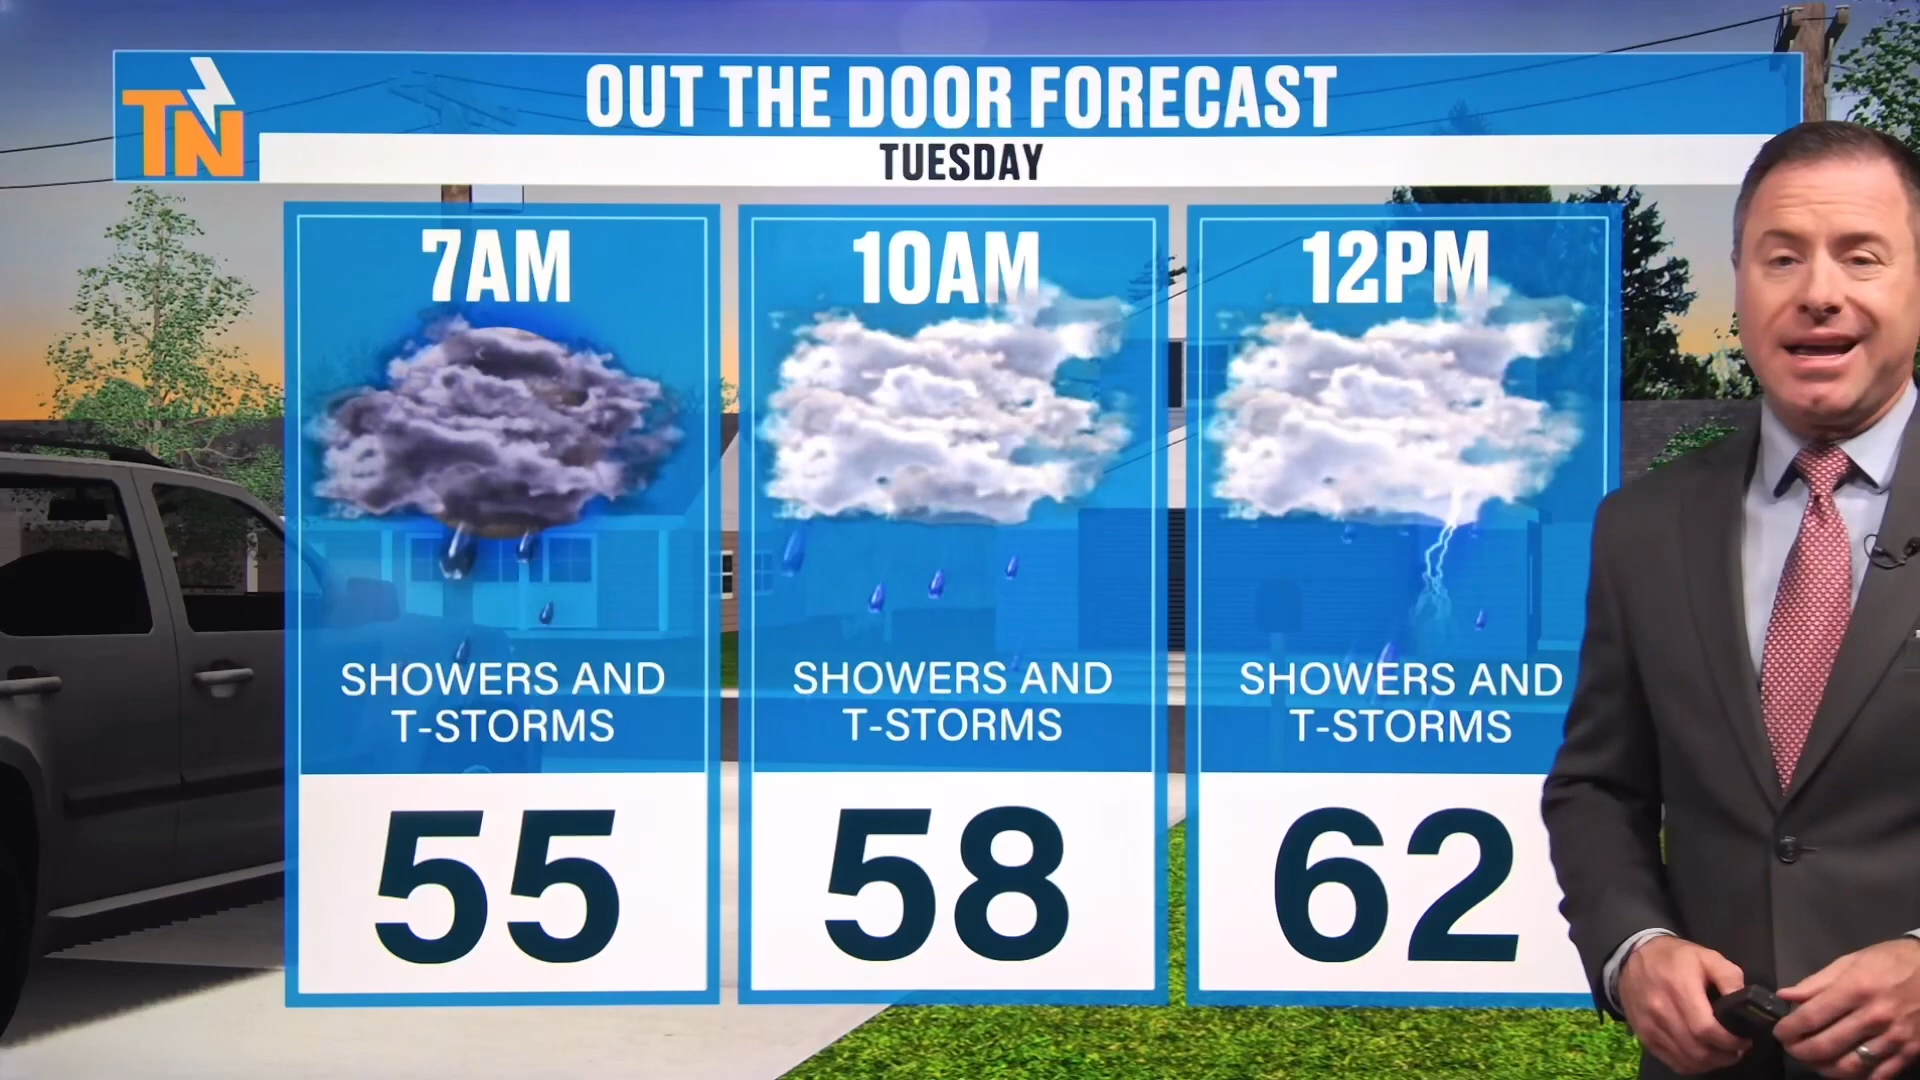 TN
OUT THE DOOR FORECAST
TUESDAY
7AM
SHOWERS AND
T-STORMS
55
10AM
SHOWERS AND
T-STORMS
58
12PM
SHOWERS AND
T-STORMS
62